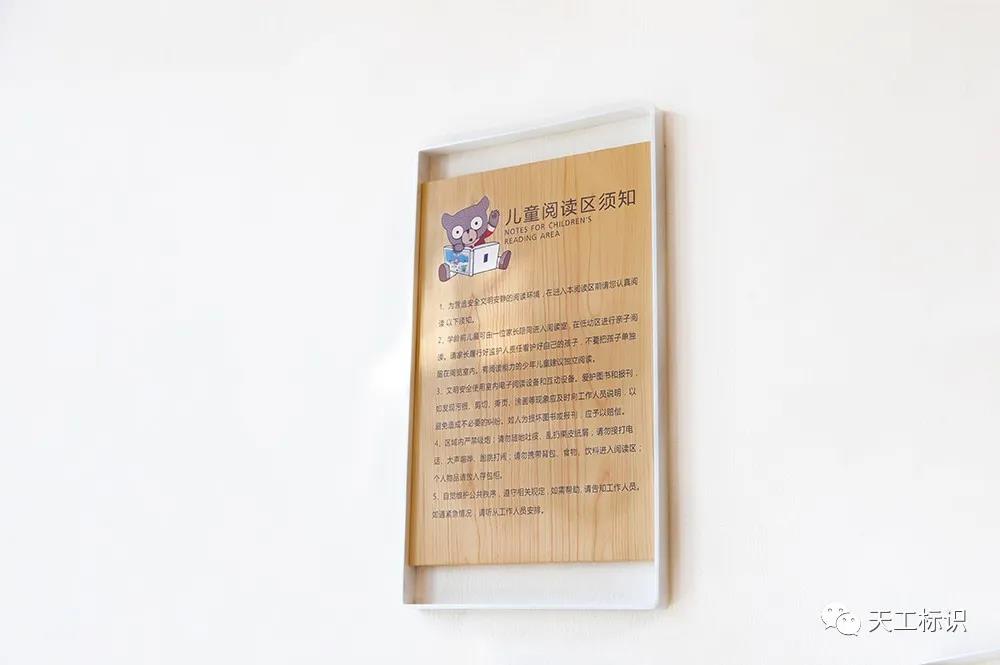 儿童阅读区须知
NOTES FOR CHILDREN'S
READING AREA
1、为营造安全文明安静的阅读环境，在进入本阅读区前请您认真阅
读以下须知。
2、学龄前儿童可由一位家长陪同进入阅读室，在低幼区进行亲子阅
读。请家长履行好监护人责任看护好自己的孩子，不要把孩子单独
留在阅览室内。有阅读能力的少年儿童建议独立阅读。
3、文明安全使用室内电子阅读设备和互动设备。爱护图书和报刊，
如发现污损、剪切、撕页、涂画等现象应及时向工作人员说明，以
避免造成不必要的纠纷。如人为损坏图书或报刊，应予以赔偿。
4、区域内严禁吸烟；请勿随地吐痰、乱扔果皮纸屑；请勿接打电
话、大声喧哗、跑跳打闹；请勿携带背包、食物、饮料进入阅读区；
个人物品请放入存包柜。
5、自觉维护公共秩序，遵守相关规定，如需帮助，请告知工作人员。
如遇紧急情况，请听从工作人员安排。
天工标识